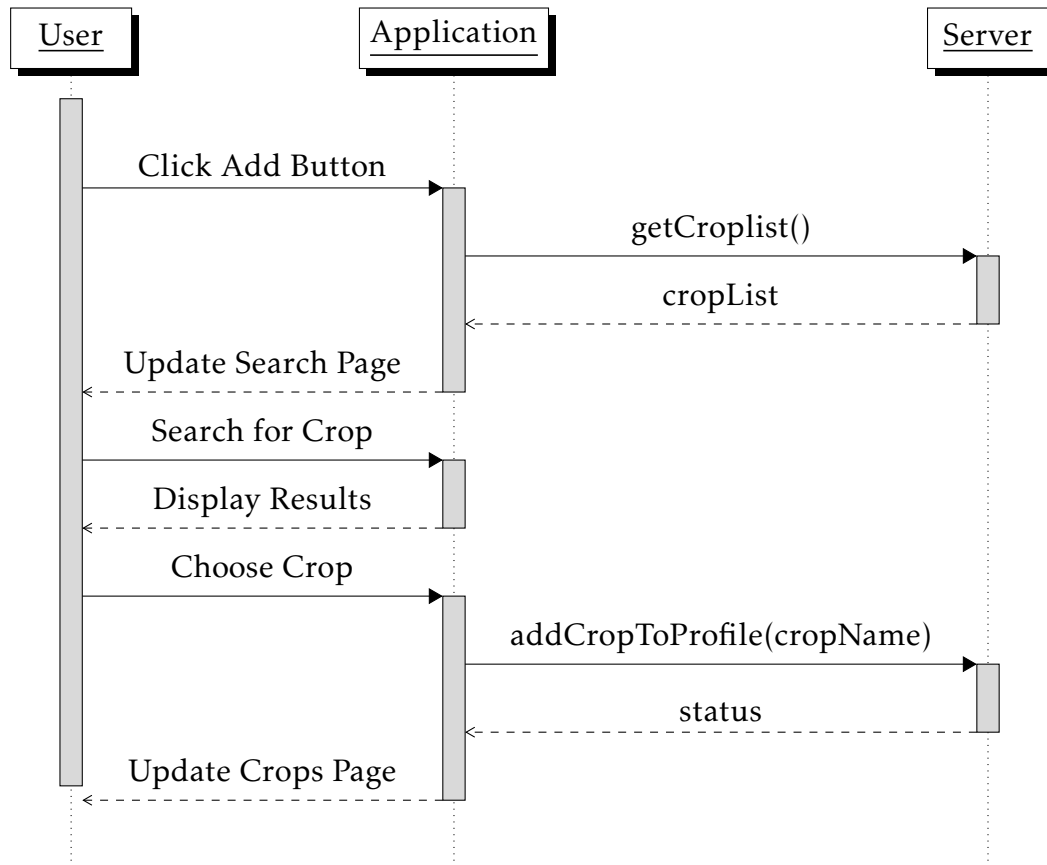 User
Application
Server
Click Add Button
getCroplist()
cropList
Update Search Page
Search for Crop
Display Results
Choose Crop
addCropToProfile(cropName)
status
Update Crops Page